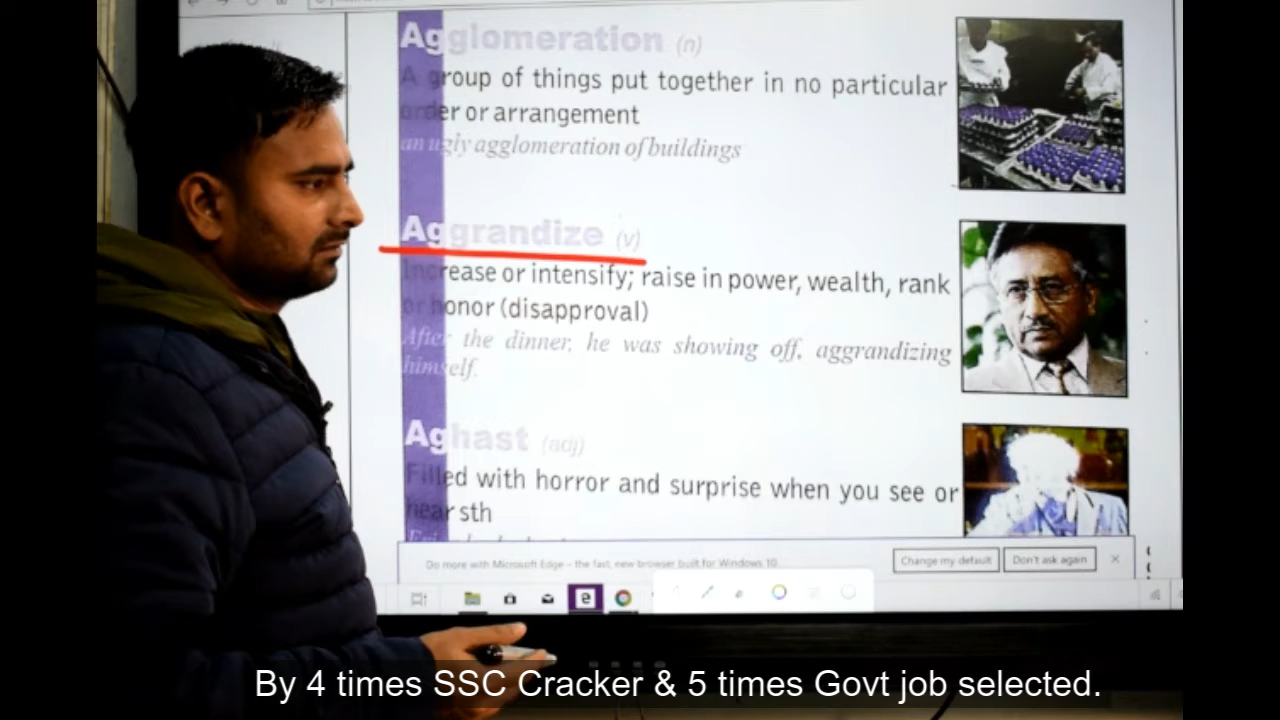 Agglomeration (n)
A group of things put together in no particular
order or arrangement
an ugly agglomeration of buildings
Aggrandize (v)
Increase or intensify; raise in power, wealth, rank
or honor (disapproval)
After the dinner, he was showing off, aggrandizing
himself.
Aghast (adj)
Filled with horror and surprise when you see or
hear sth
Do more with Microsoft Edge – the fast, new browser built for Windows 10.
Change my default
Don't ask again
By 4 times SSC Cracker & 5 times Govt job selected.